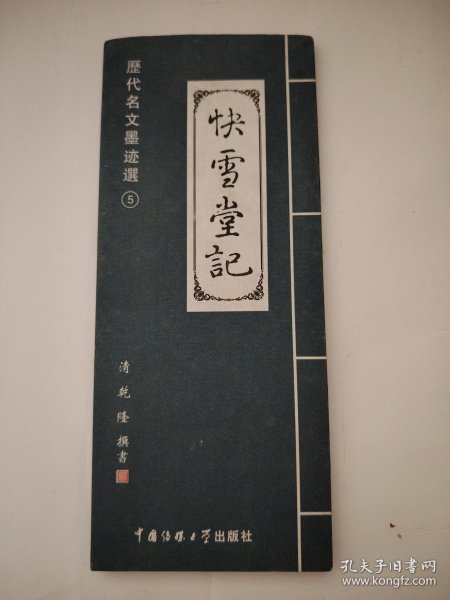 歷代名文墨迹選⑤
快雪堂記
清乾隆撰書
中国传媒大学出版社
孔夫子旧书网
www.kongfz.com